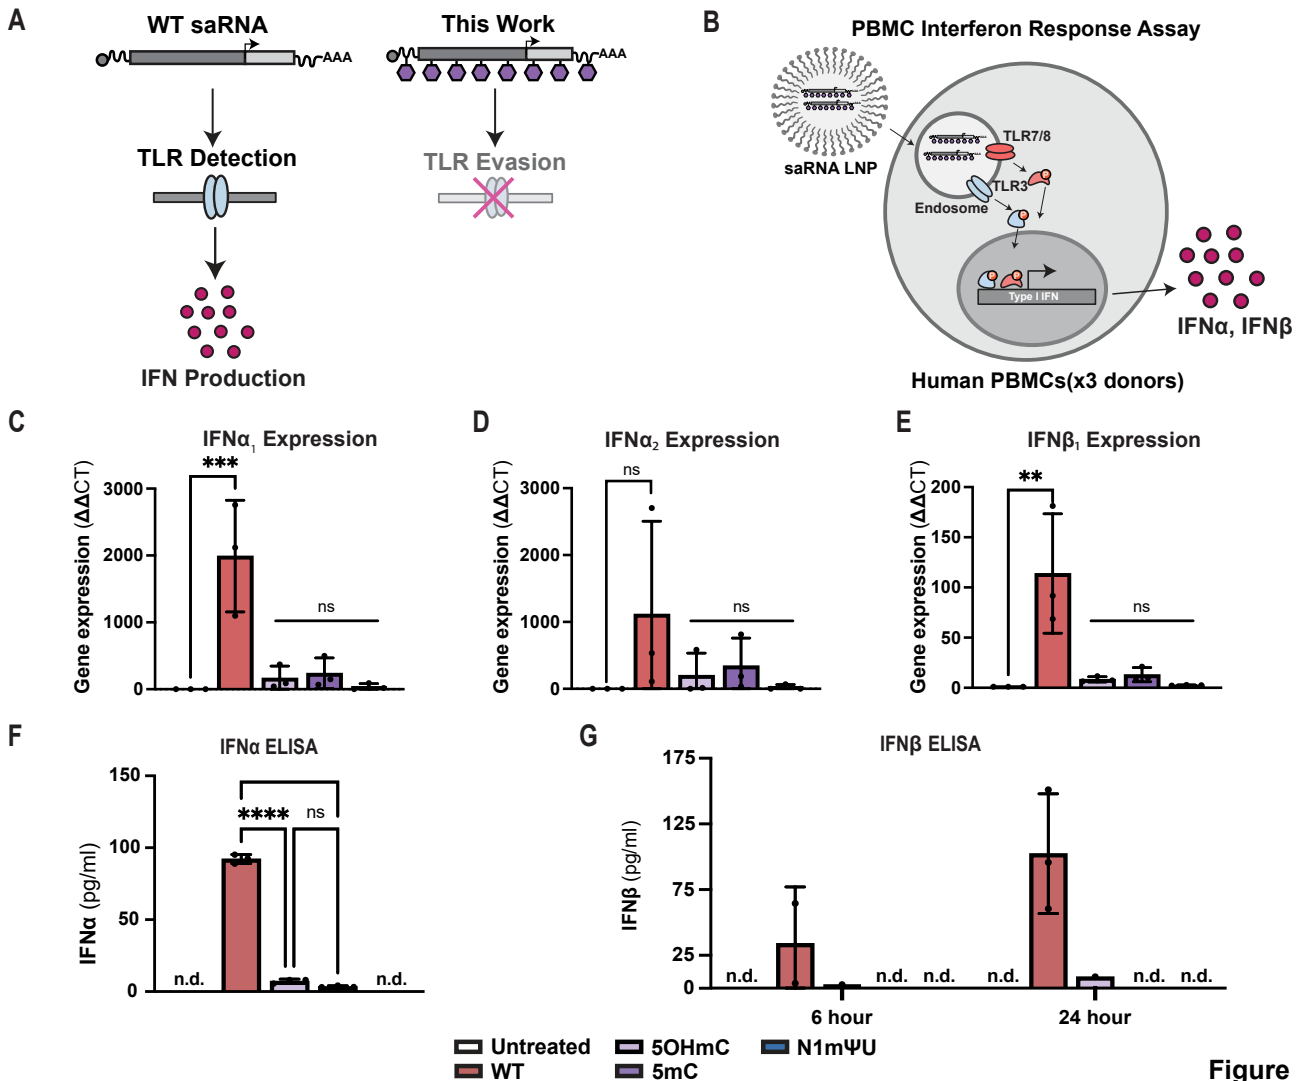 A
WT saRNA
AAA
TLR Detection
IFN Production
This Work
AAA
TLR Evasion
B
PBMC Interferon Response Assay
saRNA LNP
TLR7/8
TLR3
Endosome
P
P
P
P
Type I IFN
IFNα, IFNβ
Human PBMCs(x3 donors)
C
IFNα₁ Expression
Gene expression (ΔΔCT)
3000
2000
1000
0
***
ns
D
IFNα₂ Expression
Gene expression (ΔΔCT)
3000
2000
1000
0
ns
ns
E
IFNβ₁ Expression
Gene expression (ΔΔCT)
200
150
100
50
0
**
ns
F
IFNα ELISA
IFNα (pg/ml)
150
100
50
0
n.d.
****
ns
n.d.
G
IFNβ ELISA
IFNβ (pg/ml)
175
125
75
25
0
n.d.
n.d.
n.d.
n.d.
n.d.
n.d.
6 hour
24 hour
Untreated
WT
5OHmC
5mC
N1mΨU
Figure